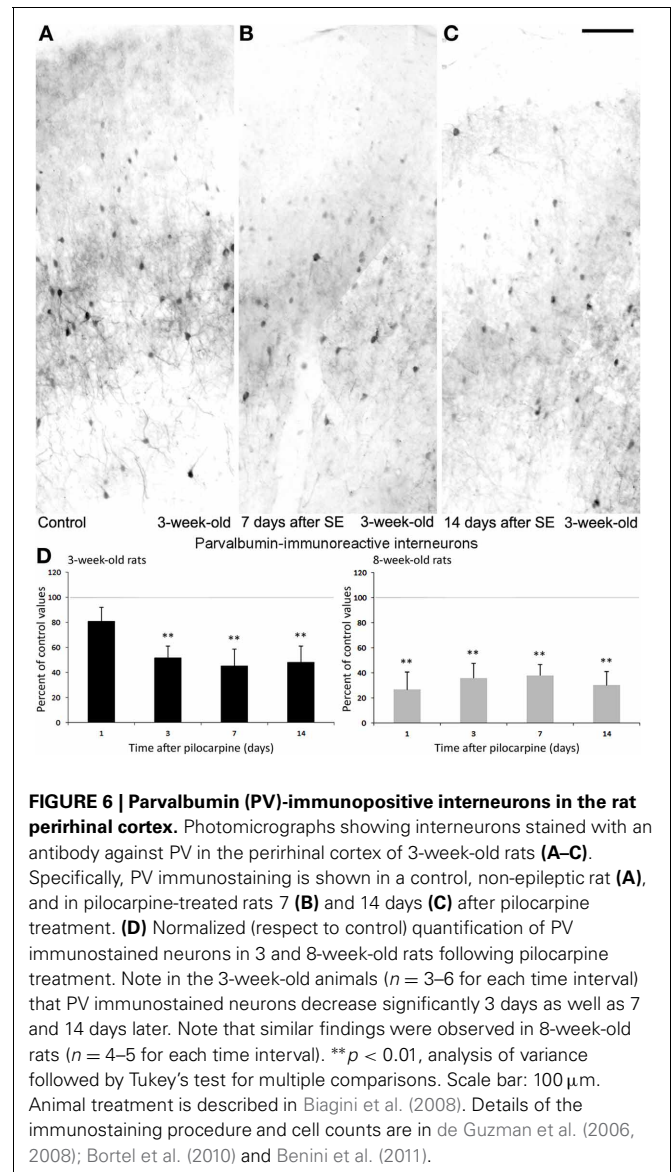 A
B
C
Control 3-week-old 7 days after SE 3-week-old 14 days after SE 3-week-old
Parvalbumin-immunoreactive interneurons
D
3-week-old rats
Percent of control values
120
100
80
60
40
20
0
** ** **
1 3 7 14
Time after pilocarpine (days)
8-week-old rats
Percent of control values
120
100
80
60
40
20
0
** ** ** **
1 3 7 14
Time after pilocarpine (days)
FIGURE 6 | Parvalbumin (PV)-immunopositive interneurons in the rat
perirhinal cortex. Photomicrographs showing interneurons stained with an
antibody against PV in the perirhinal cortex of 3-week-old rats (A–C).
Specifically, PV immunostaining is shown in a control, non-epileptic rat (A),
and in pilocarpine-treated rats 7 (B) and 14 days (C) after pilocarpine
treatment. (D) Normalized (respect to control) quantification of PV
immunostained neurons in 3 and 8-week-old rats following pilocarpine
treatment. Note in the 3-week-old animals (n = 3–6 for each time interval)
that PV immunostained neurons decrease significantly 3 days as well as 7
and 14 days later. Note that similar findings were observed in 8-week-old
rats (n = 4–5 for each time interval). **p < 0.01, analysis of variance
followed by Tukey's test for multiple comparisons. Scale bar: 100 μm.
Animal treatment is described in Biagini et al. (2008). Details of the
immunostaining procedure and cell counts are in de Guzman et al. (2006,
2008); Bortel et al. (2010) and Benini et al. (2011).